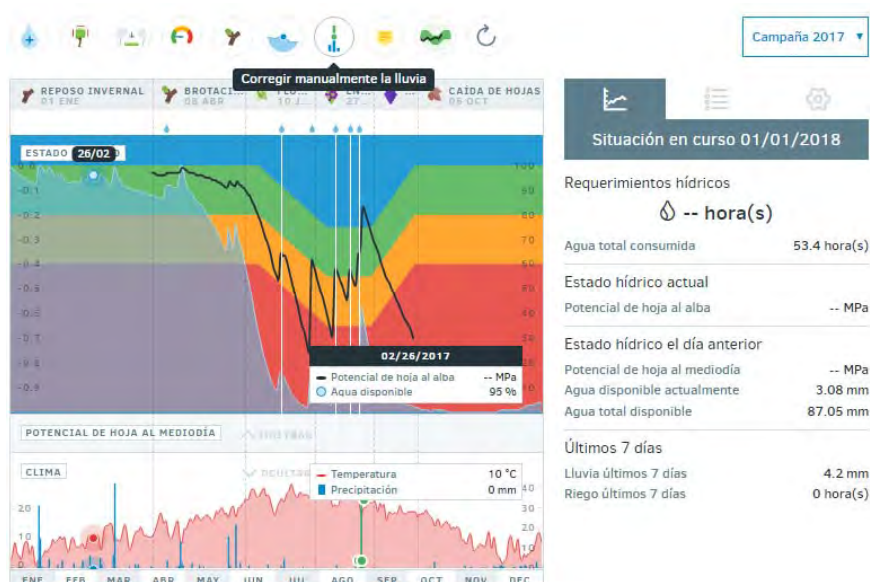 Campaña 2017
Corregir manualmente la lluvia
REPOSO INVERNAL
01 ENE
BROTACI...
08 ABR
10 J...
27...
CAÍDA DE HOJAS
05 OCT
Situación en curso 01/01/2018
ESTADO
26/02
Requerimientos hídricos
-- hora(s)
Agua total consumida 53.4 hora(s)
Estado hídrico actual
Potencial de hoja al alba -- MPa
Estado hídrico el día anterior
Potencial de hoja al mediodía -- MPa
Agua disponible actualmente 3.08 mm
Agua total disponible 87.05 mm
Últimos 7 días
Lluvia últimos 7 días 4.2 mm
Riego últimos 7 días 0 hora(s)
100
90
80
70
60
50
40
-0.1
-0.2
-0.3
-0.4
-0.5
-0.6
-0.7
-0.8
-0.9
02/26/2017
Potencial de hoja al alba -- MPa
Agua disponible 95 %
POTENCIAL DE HOJA AL MEDIODÍA
MOSTRAR
CLIMA
OCULTAR
Temperatura 10 °C
Precipitación 0 mm
20
10
0
40
30
20
10
ENE FEB MAR ABR MAY JUN JUL AGO SEP OCT NOV DEC